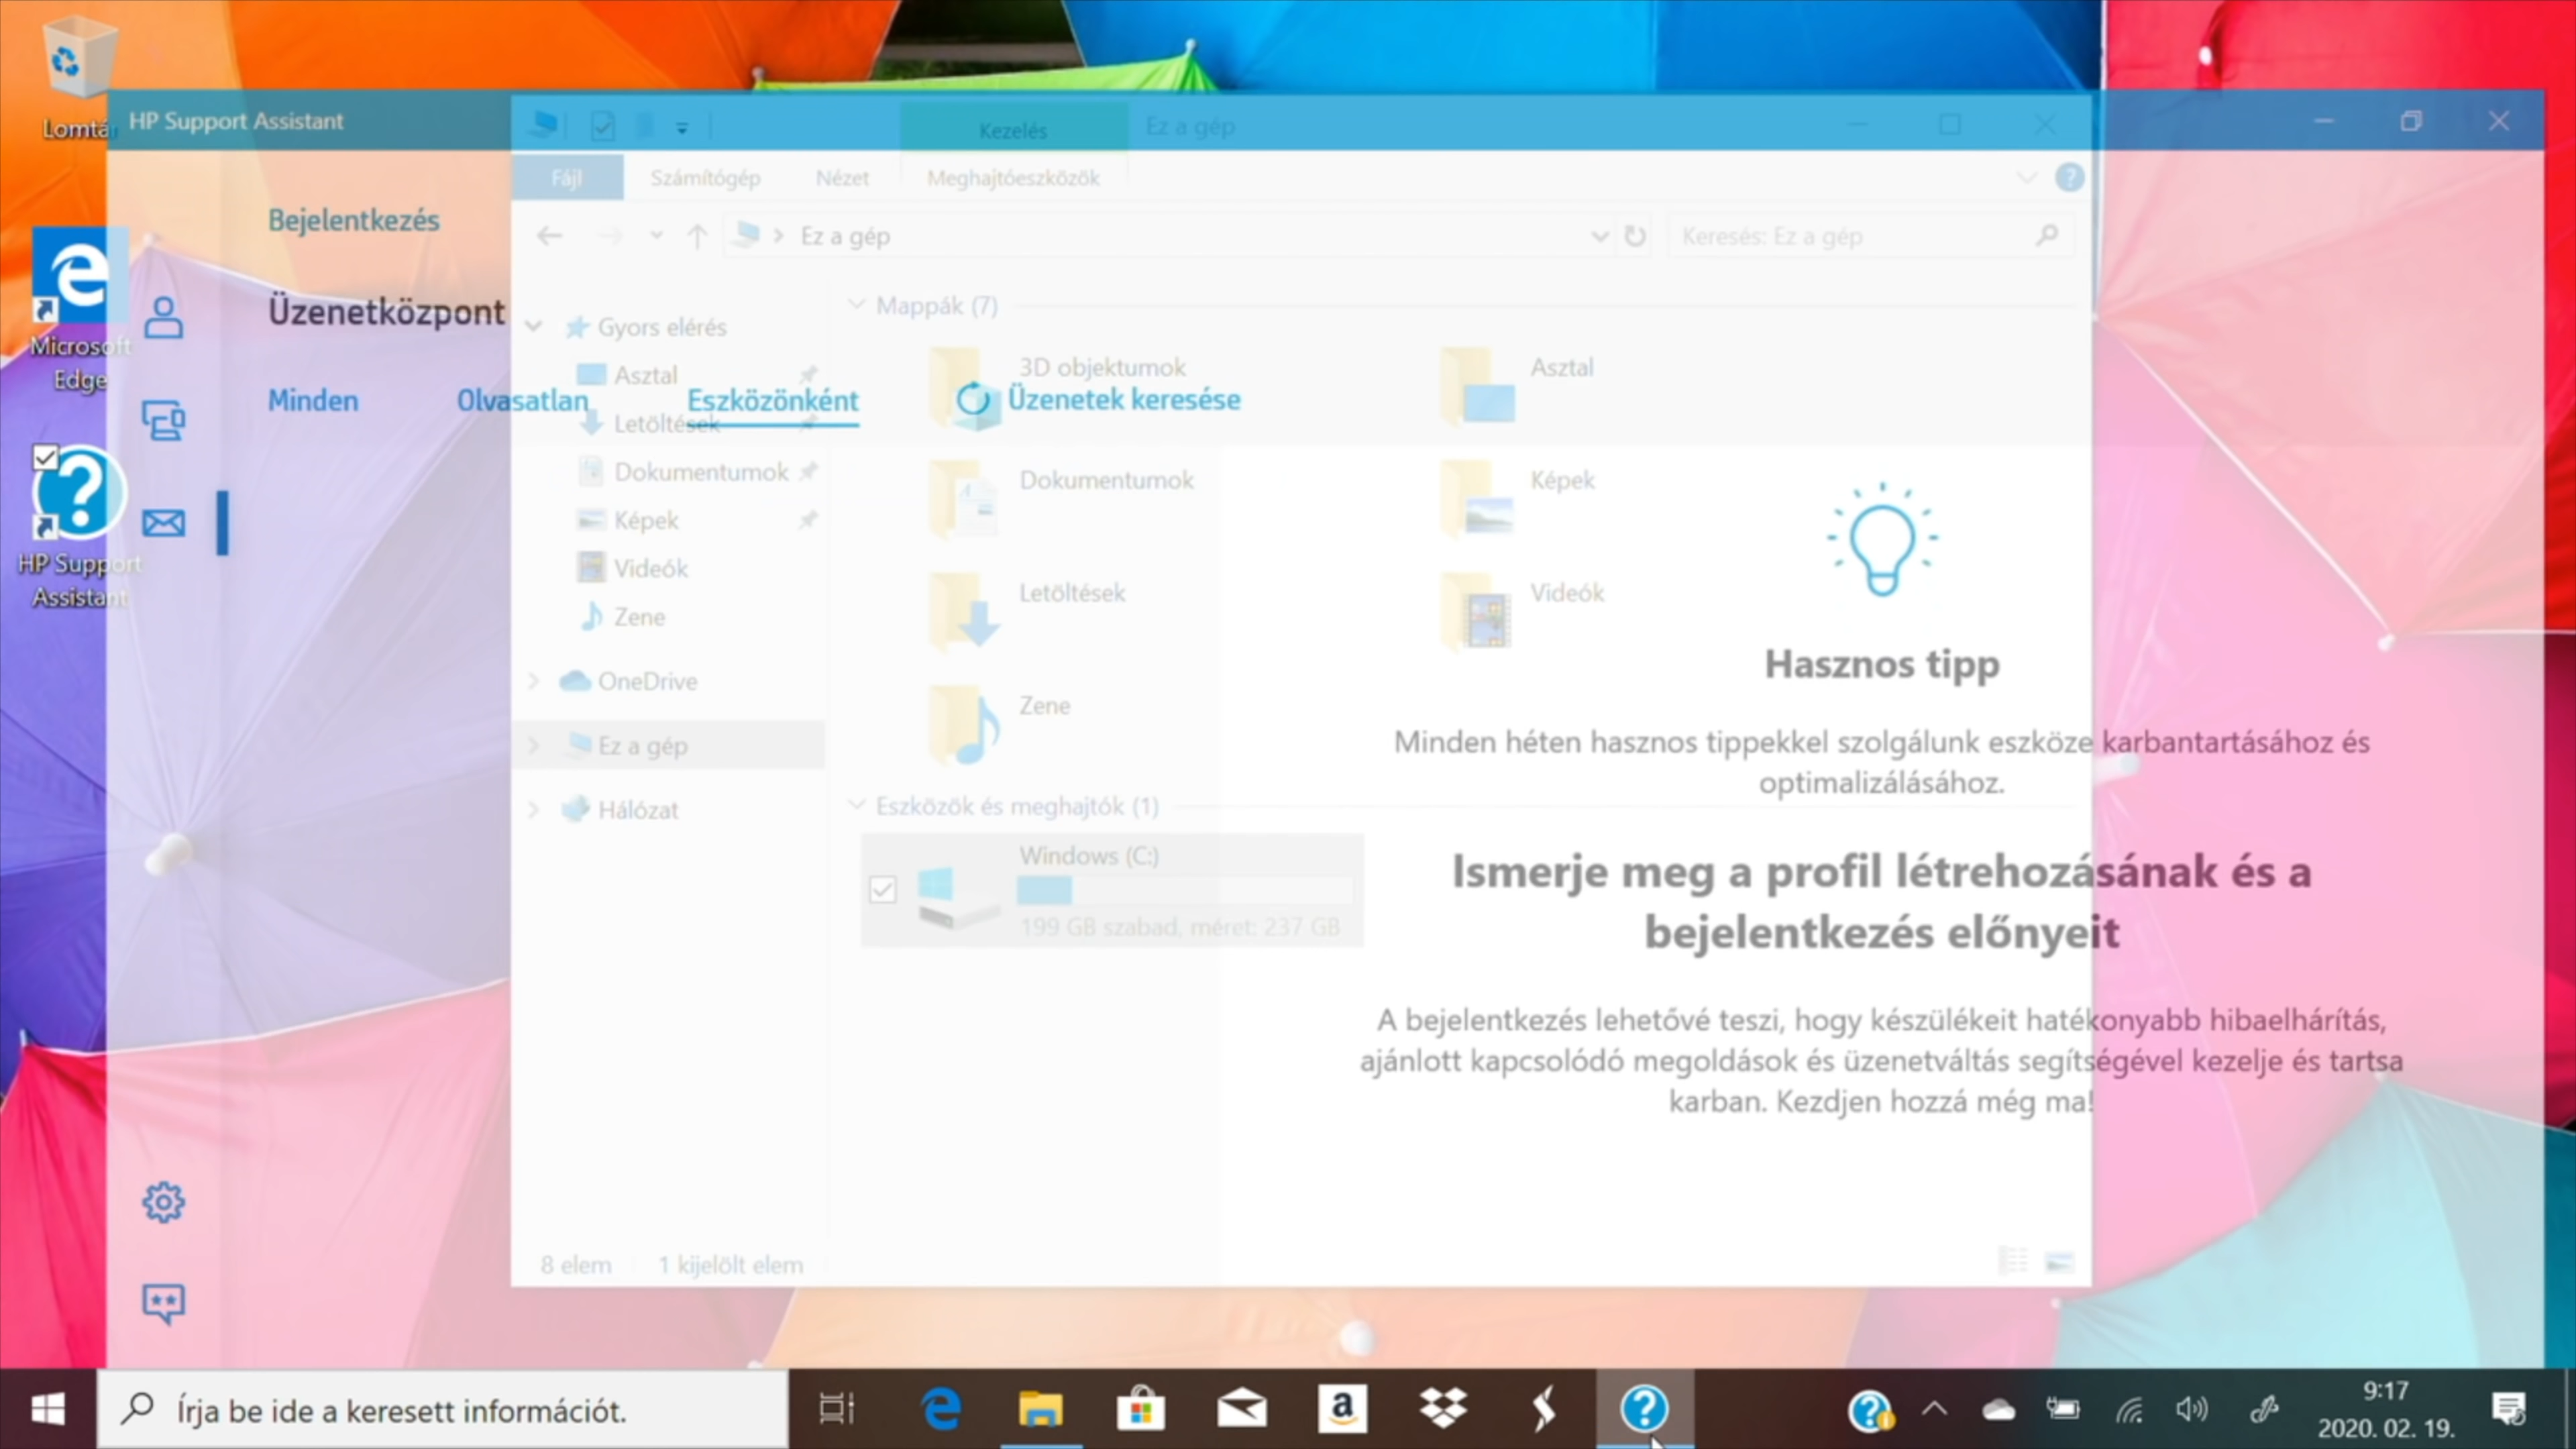 Lomtá
Microsoft
Edge
HP Support
Assistant
HP Support Assistant
Bejelentkezés
Üzenetközpont
Minden
Olvasatlan
Eszközönként
Üzenetek keresése
Kezelés
Ez a gép
Fájl
Számítógép
Nézet
Meghajtóeszközök
Ez a gép
Keresés: Ez a gép
Gyors elérés
Asztal
Letöltések
Dokumentumok
Képek
Videók
Zene
OneDrive
Ez a gép
Hálózat
Mappák (7)
3D objektumok
Asztal
Dokumentumok
Képek
Letöltések
Videók
Zene
Eszközök és meghajtók (1)
Windows (C:)
199 GB szabad, méret: 237 GB
Hasznos tipp
Minden héten hasznos tippekkel szolgálunk eszköze karbantartásához és
optimalizálásához.
Ismerje meg a profil létrehozásának és a
bejelentkezés előnyeit
A bejelentkezés lehetővé teszi, hogy készülékeit hatékonyabb hibaelhárítás,
ajánlott kapcsolódó megoldások és üzenetváltás segítségével kezelje és tartsa
karban. Kezdjen hozzá még ma!
8 elem
1 kijelölt elem
Írja be ide a keresett információt.
9:17
2020. 02. 19.